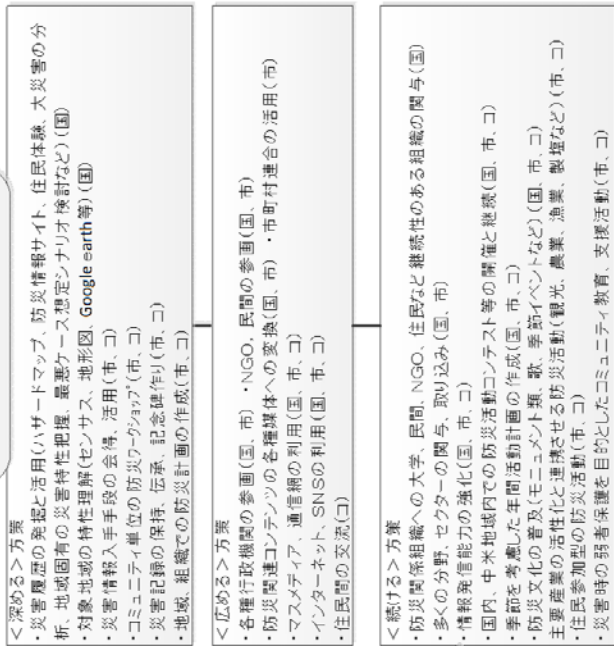 ＜深める＞方策
・災害履歴の発掘と活用(ハザードマップ、防災情報サイト、住民体験、大災害の分
析、地域固有の災害特性把握、最悪ケース想定シナリオ検討など)(国)
・対象地域の特性理解(センサス、地形図、Google earth等)(国)
・災害情報入手手段の会得、活用(市、コ)
・コミュニティ単位の防災ワークショップ(市、コ)
・災害記録の保持、伝承、記念碑作り(市、コ)
・地域、組織での防災計画の作成(市、コ)
＜広める＞方策
・各種行政機関の参画(国、市) ・NGO、民間の参画(国、市)
・防災関連コンテンツの各種媒体への変換(国、市) ・市町村連合の活用(市)
・マスメディア、通信網の利用(国、市、コ)
・インターネット、SNSの利用(国、市、コ)
・住民間の交流(コ)
＜続ける＞方策
・防災関係組織への大学、民間、NGO、住民など継続性のある組織の関与(国)
・多くの分野、セクターの関与、取り込み(国、市)
・情報発信能力の強化(国、市、コ)
・国内、中米地域内での防災活動コンテスト等の開催と継続(国、市、コ)
・季節を考慮した年間活動計画の作成(国、市、コ)
・防災文化の普及(モニュメント類、歌、季節イベントなど)(国、市、コ)
・主要産業の活性化と連携させる防災活動(観光、農業、漁業、製塩など)(市、コ)
・住民参加型の防災活動(市、コ)
・災害時の弱者保護を目的としたコミュニティ教育、支援活動(市、コ)